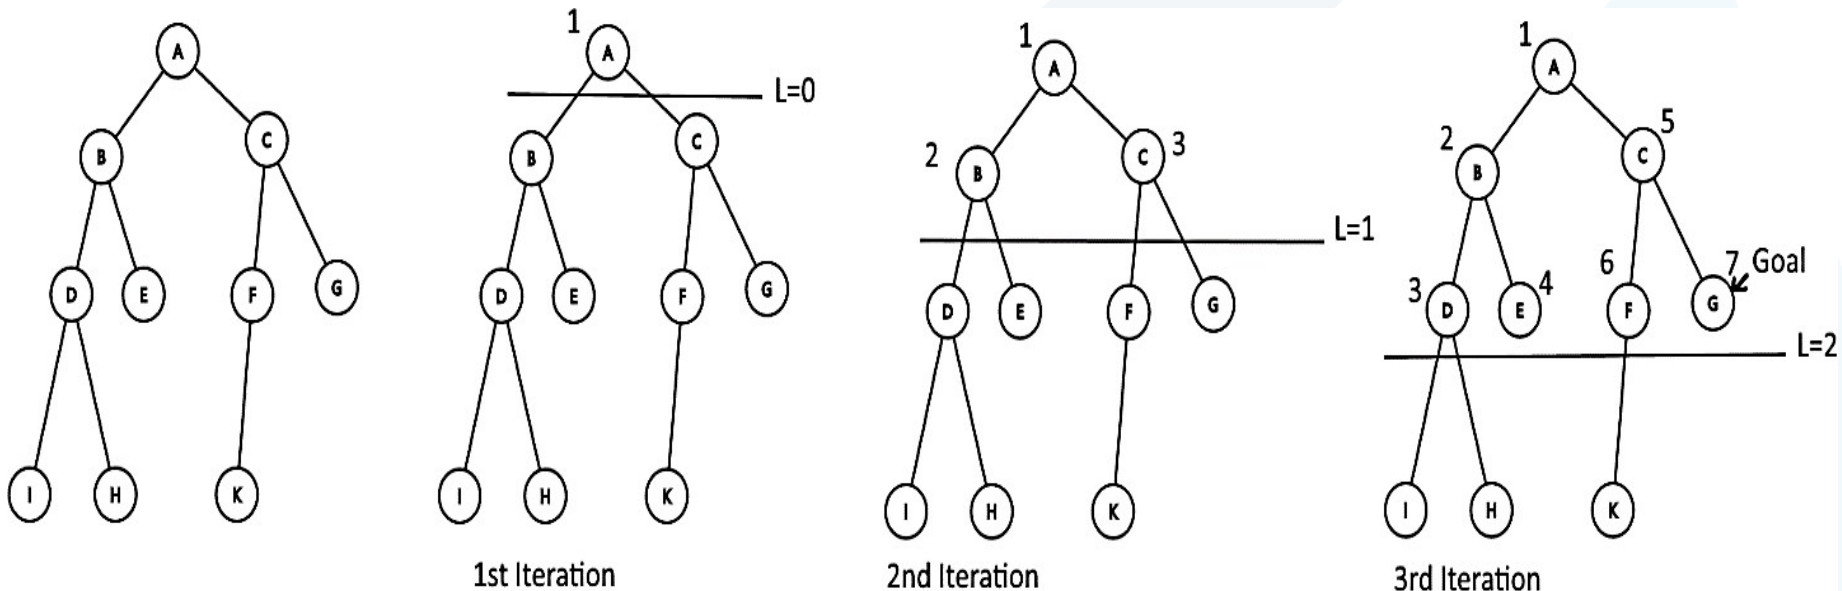 A
B
C
D
E
F
G
I
H
K
1
A
L=0
B
C
D
E
F
G
I
H
K
1st Iteration
1
A
2
B
C
3
L=1
D
E
F
G
I
H
K
2nd Iteration
1
A
2
B
C
5
3
D
E
4
6
F
7
G
Goal
L=2
I
H
K
3rd Iteration